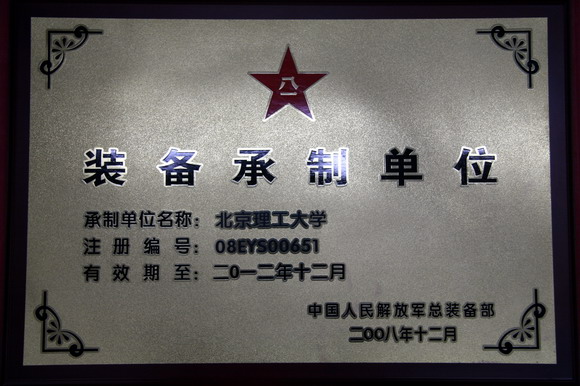 八一
装备承制单位
承制单位名称：北京理工大学
注册编号：08EYS00651
有效期至：二〇一二年十二月
中国人民解放军总装备部
二〇〇八年十二月